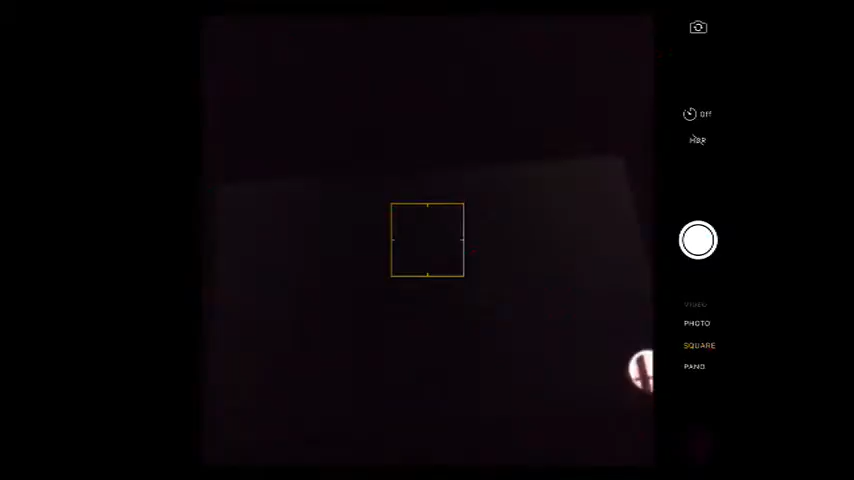 Off
HDR
VIDEO
PHOTO
SQUARE
PANO